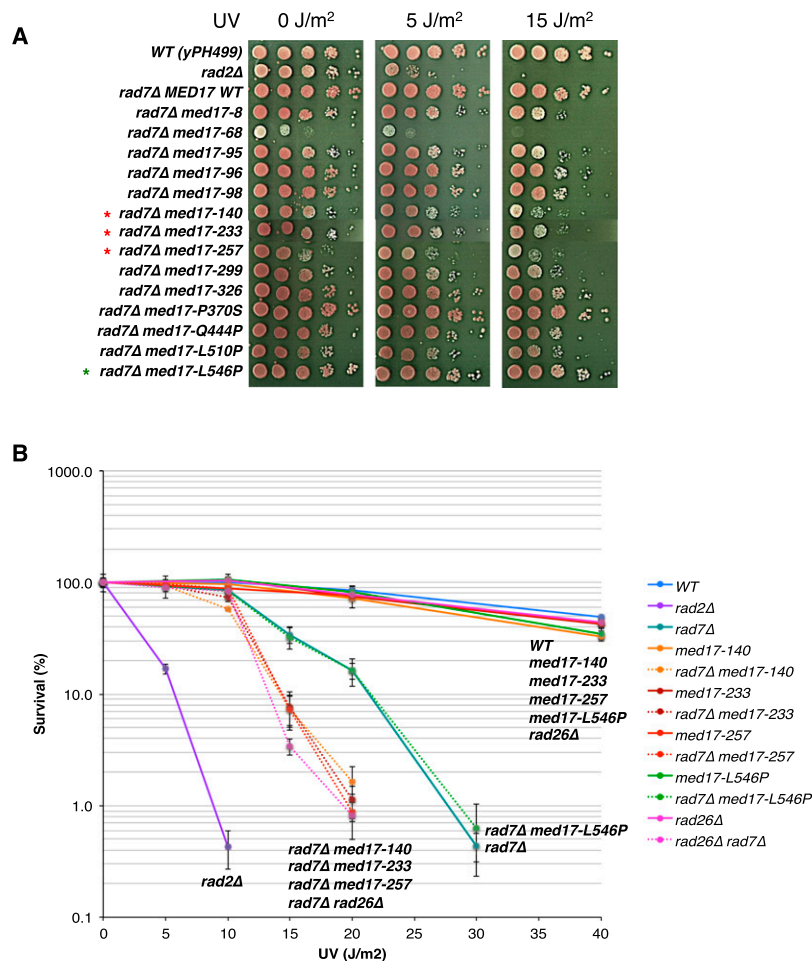 UV 0 J/m² 5 J/m² 15 J/m²
A
WT (yPH499)
rad2Δ
rad7Δ MED17 WT
rad7Δ med17-8
rad7Δ med17-68
rad7Δ med17-95
rad7Δ med17-96
rad7Δ med17-98
* rad7Δ med17-140
* rad7Δ med17-233
* rad7Δ med17-257
rad7Δ med17-299
rad7Δ med17-326
rad7Δ med17-P370S
rad7Δ med17-Q444P
rad7Δ med17-L510P
* rad7Δ med17-L546P
B
1000.0
100.0
10.0
1.0
0.1
Survival (%)
0 5 10 15 20 30 40
UV (J/m2)
WT
med17-140
med17-233
med17-257
med17-L546P
rad26Δ
rad7Δ med17-L546P
rad7Δ
rad2Δ
rad7Δ med17-140
rad7Δ med17-233
rad7Δ med17-257
rad7Δ rad26Δ
WT
rad2Δ
rad7Δ
med17-140
rad7Δ med17-140
med17-233
rad7Δ med17-233
med17-257
rad7Δ med17-257
med17-L546P
rad7Δ med17-L546P
rad26Δ
rad26Δ rad7Δ